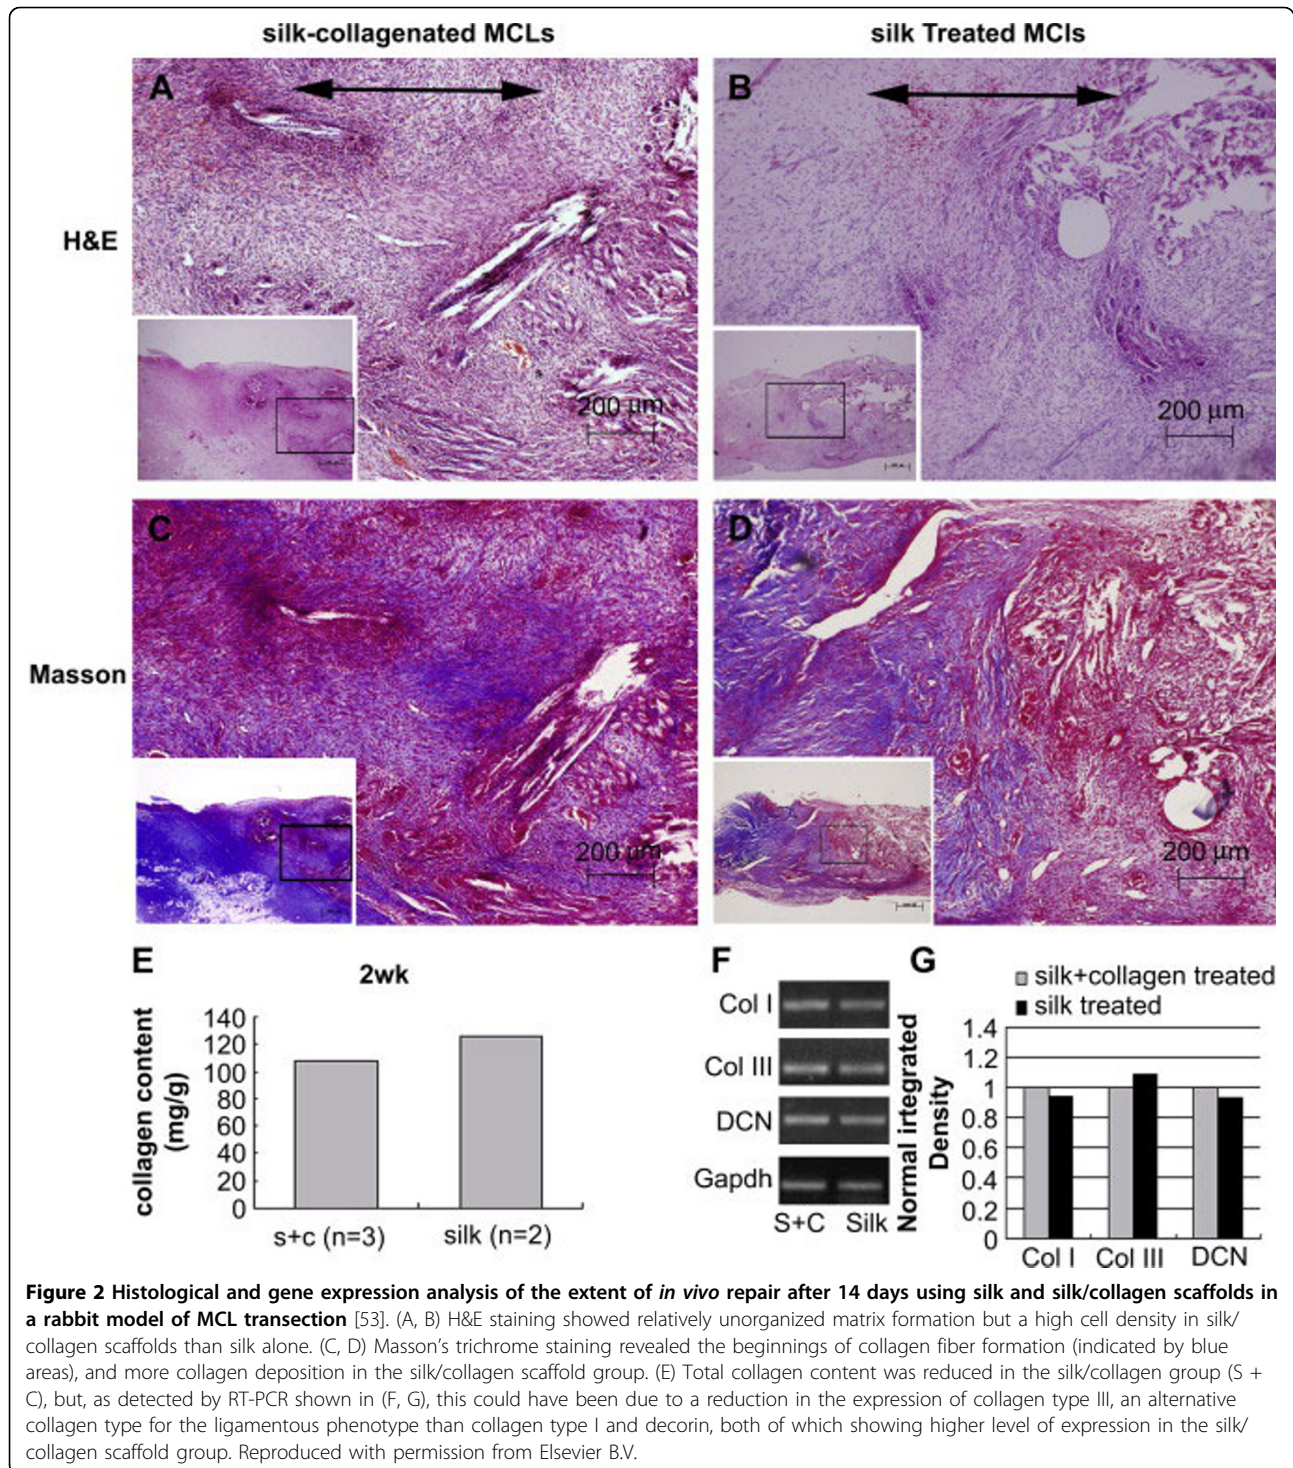 silk-collagenated MCLs
silk Treated MCIs
A
B
H&E
200 µm
200 µm
C
D
Masson
200 µm
200 µm
E
2wk
collagen content
(mg/g)
140
120
100
80
60
40
20
0
s+c (n=3)
silk (n=2)
F
Col I
Col III
DCN
Gapdh
S+C
Silk
G
silk+collagen treated
silk treated
Normal integrated
Density
1.4
1.2
1
0.8
0.6
0.4
0.2
0
Col I
Col III
DCN
Figure 2 Histological and gene expression analysis of the extent of in vivo repair after 14 days using silk and silk/collagen scaffolds in
a rabbit model of MCL transection [53]. (A, B) H&E staining showed relatively unorganized matrix formation but a high cell density in silk/
collagen scaffolds than silk alone. (C, D) Masson's trichrome staining revealed the beginnings of collagen fiber formation (indicated by blue
areas), and more collagen deposition in the silk/collagen scaffold group. (E) Total collagen content was reduced in the silk/collagen group (S +
C), but, as detected by RT-PCR shown in (F, G), this could have been due to a reduction in the expression of collagen type III, an alternative
collagen type for the ligamentous phenotype than collagen type I and decorin, both of which showing higher level of expression in the silk/
collagen scaffold group. Reproduced with permission from Elsevier B.V.